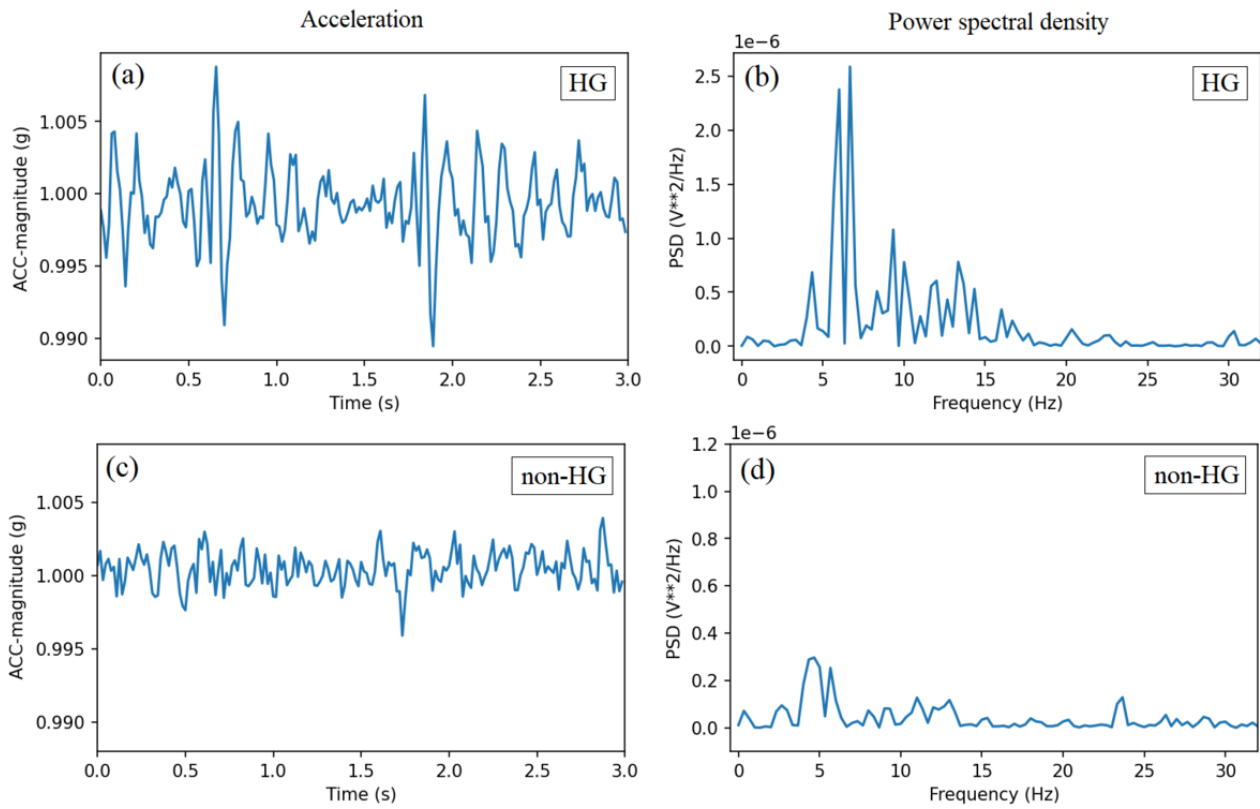 Acceleration
Power spectral density
(a)
HG
ACC-magnitude (g)
1.005
1.000
0.995
0.990
0.0 0.5 1.0 1.5 2.0 2.5 3.0
Time (s)
1e-6
(b)
HG
PSD (V**2/Hz)
2.5
2.0
1.5
1.0
0.5
0.0
0 5 10 15 20 25 30
Frequency (Hz)
(c)
non-HG
ACC-magnitude (g)
1.005
1.000
0.995
0.990
0.0 0.5 1.0 1.5 2.0 2.5 3.0
Time (s)
1e-6
(d)
non-HG
PSD (V**2/Hz)
1.2
1.0
0.8
0.6
0.4
0.2
0.0
0 5 10 15 20 25 30
Frequency (Hz)